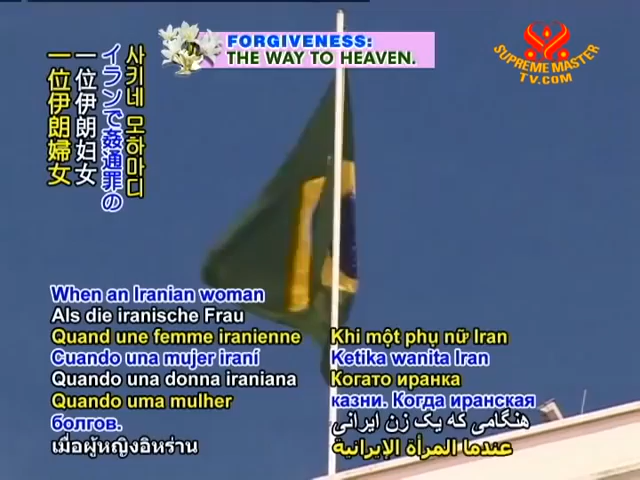 FORGIVENESS:
THE WAY TO HEAVEN.
SUPREME MASTER
TV.COM
사키네 모하마디
イランで姦通罪の
一位伊朗妇女
一位伊朗婦女
When an Iranian woman
Als die iranische Frau
Quand une femme iranienne
Cuando una mujer iraní
Quando una donna iraniana
Quando uma mulher
болгов.
เมื่อผู้หญิงอิหร่าน
Khi một phụ nữ Iran
Ketika wanita Iran
Когато иранка
казни. Когда иранская
هنگامی که یک زن ایرانی
عندما المرأة الإيرانية